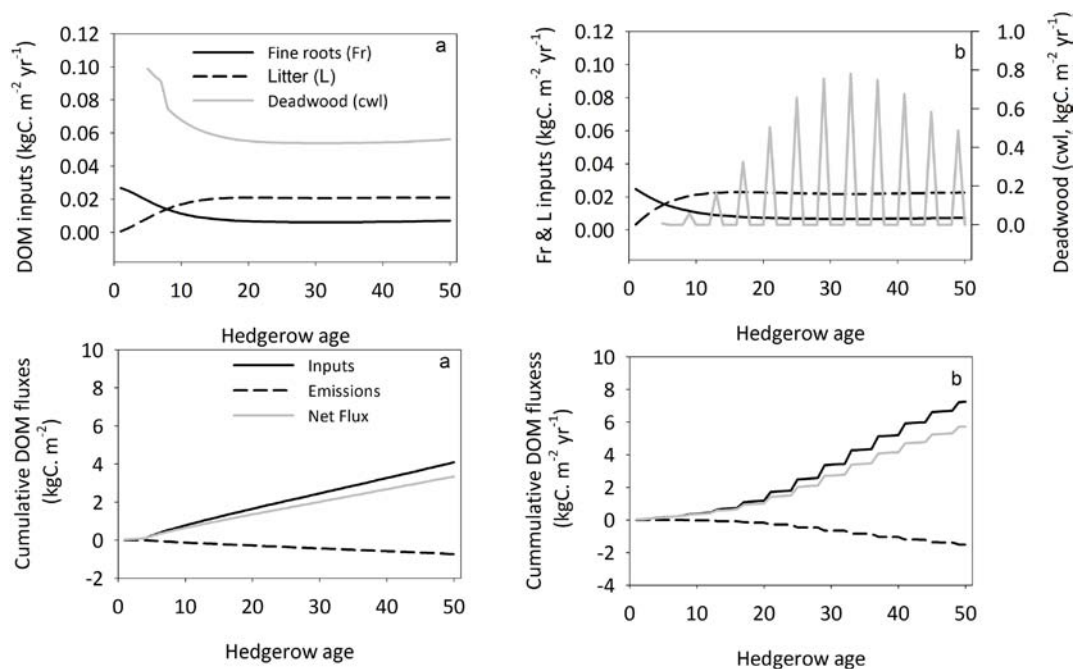 DOM inputs (kgC. m⁻² yr⁻¹)
0.12
0.10
0.08
0.06
0.04
0.02
0.00
a
Fine roots (Fr)
Litter (L)
Deadwood (cwl)
0 10 20 30 40 50
Hedgerow age
Fr & L inputs (kgC. m⁻² yr⁻¹)
0.12
0.10
0.08
0.06
0.04
0.02
0.00
b
1.0
0.8
0.6
0.4
0.2
0.0
Deadwood (cwl, kgC. m⁻² yr⁻¹)
0 10 20 30 40 50
Hedgerow age
Cumulative DOM fluxes
(kgC. m⁻²)
10
8
6
4
2
0
-2
a
Inputs
Emissions
Net Flux
0 10 20 30 40 50
Hedgerow age
Cummulative DOM fluxess
(kgC. m⁻² yr⁻¹)
10
8
6
4
2
0
-2
-4
b
0 10 20 30 40 50
Hedgerow age